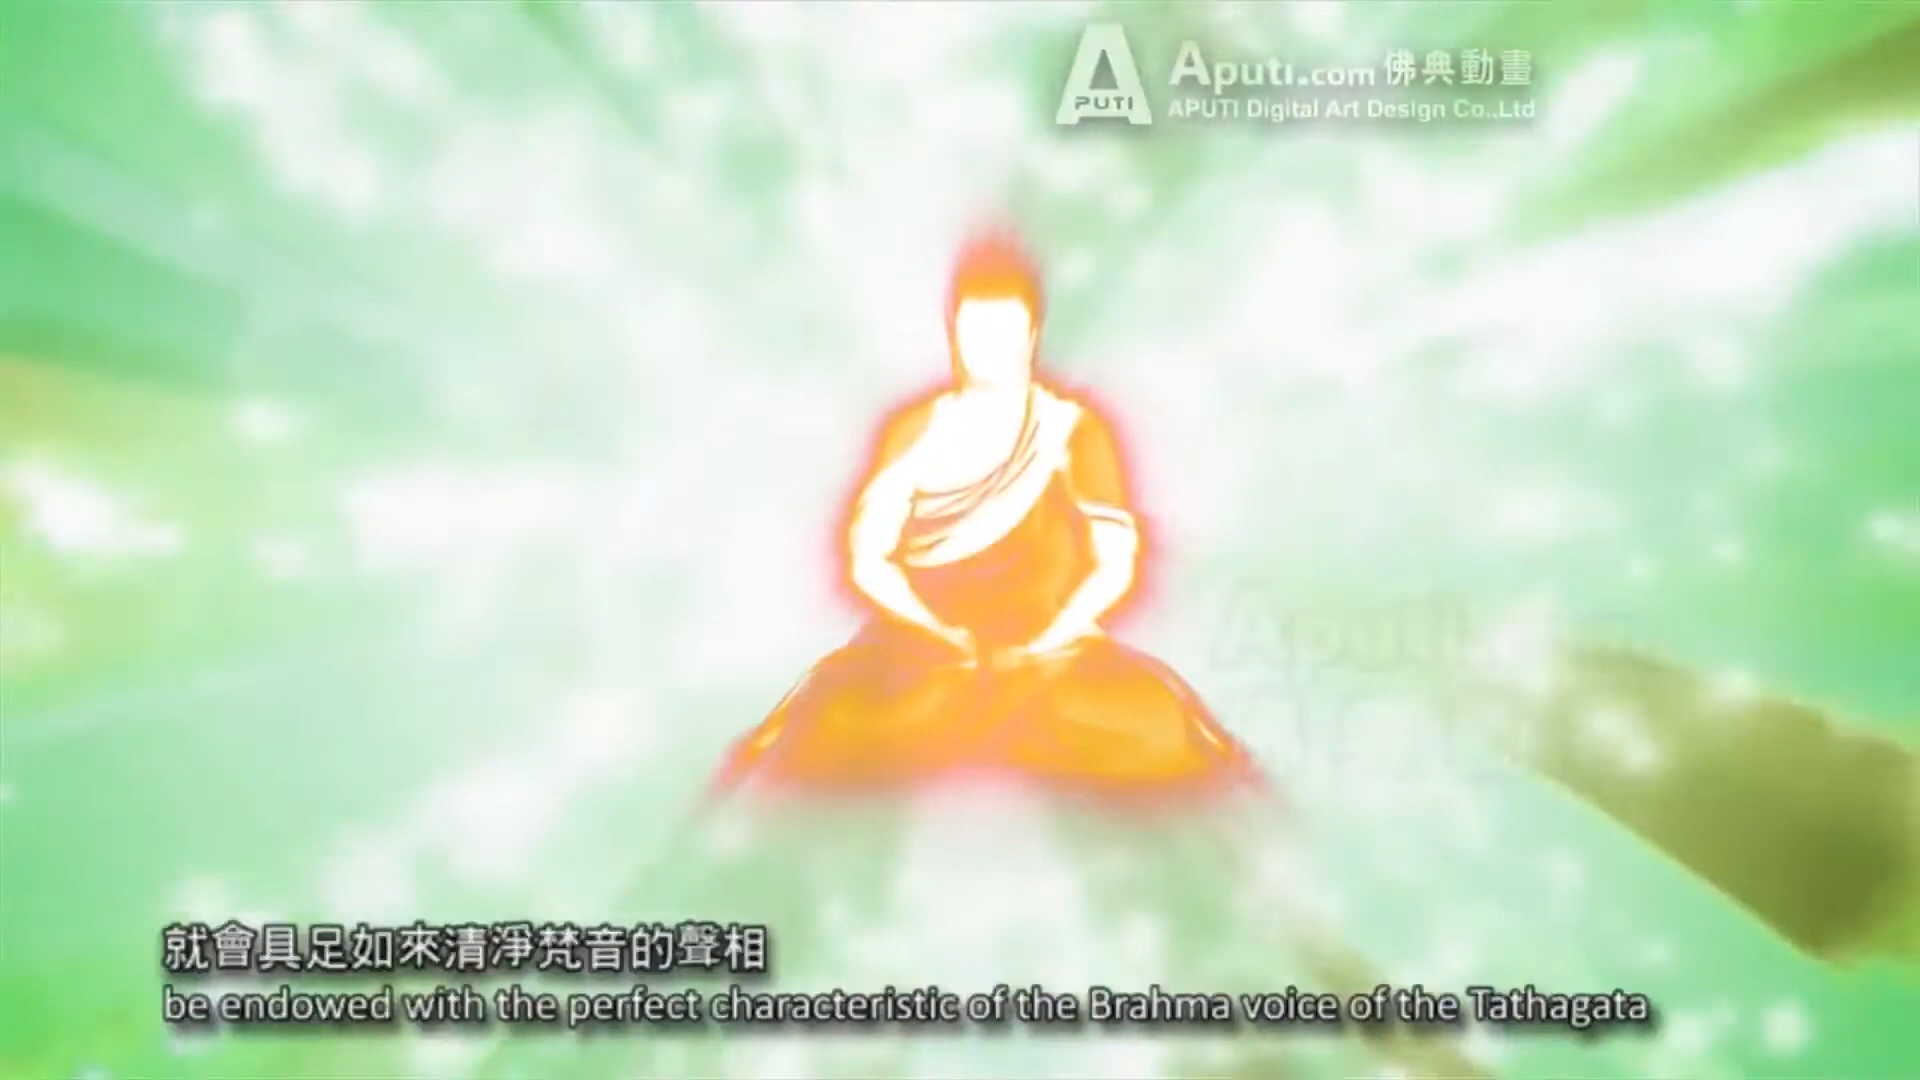 A
PUTI
Aputi.com 佛典動畫
APUTI Digital Art Design Co.,Ltd
Aputi
就會具足如來清淨梵音的聲相
be endowed with the perfect characteristic of the Brahma voice of the Tathagata